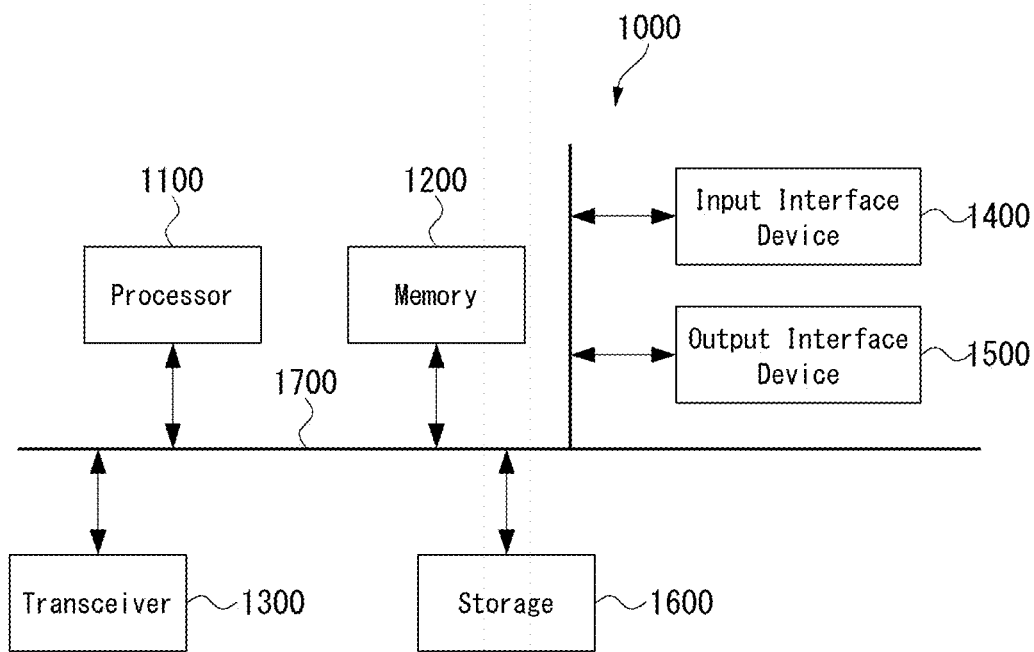 1000
1100
1200
Input Interface
Device
1400
Processor
Memory
Output Interface
Device
1500
1700
Transceiver
1300
Storage
1600